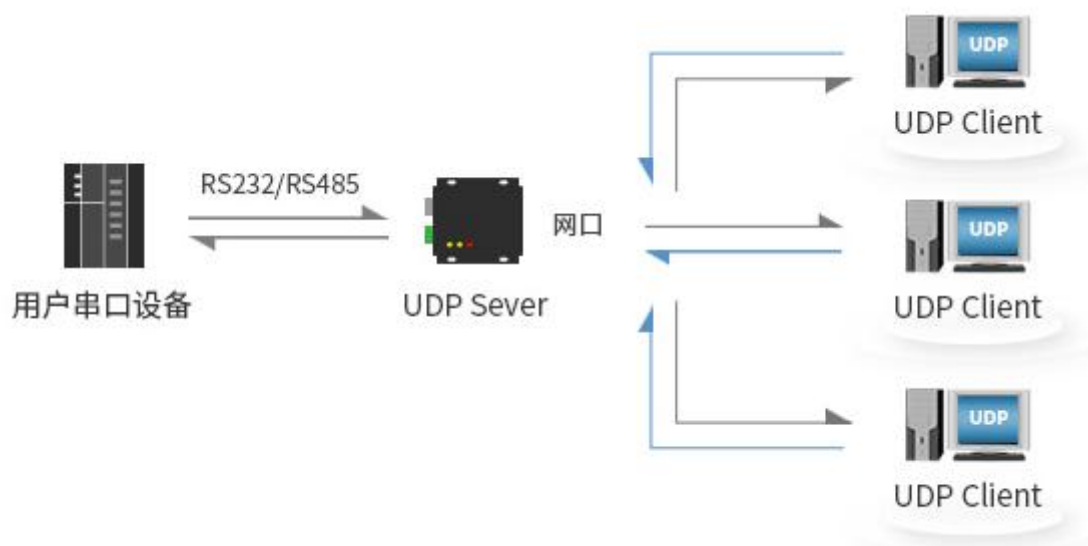 UDP
UDP Client
RS232/RS485
用户串口设备
UDP Sever
网口
UDP
UDP Client
UDP
UDP Client